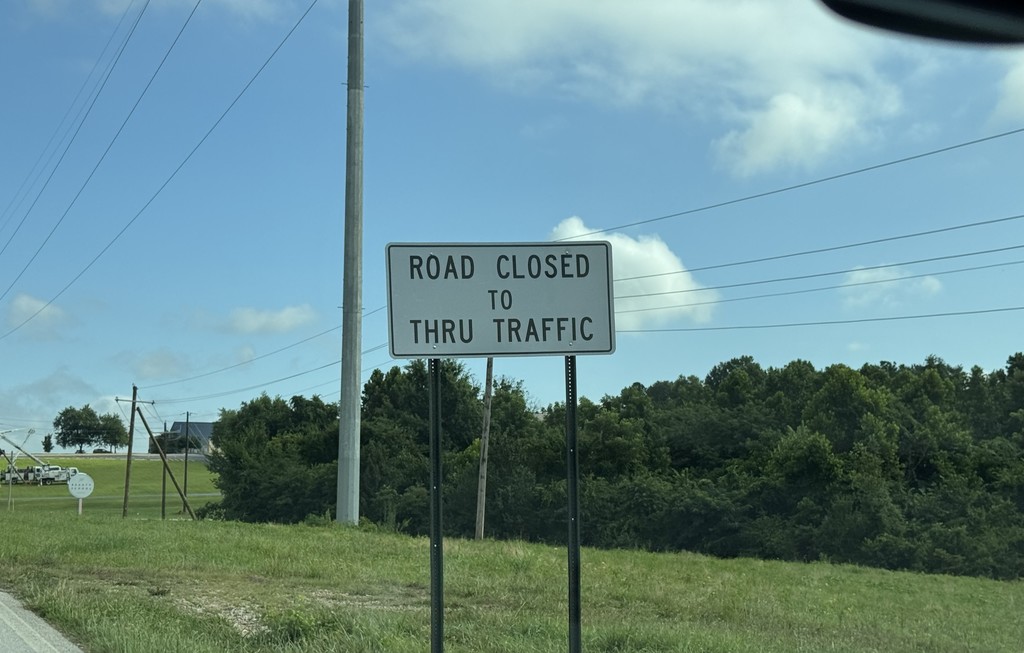 ROAD CLOSED
TO
THRU TRAFFIC